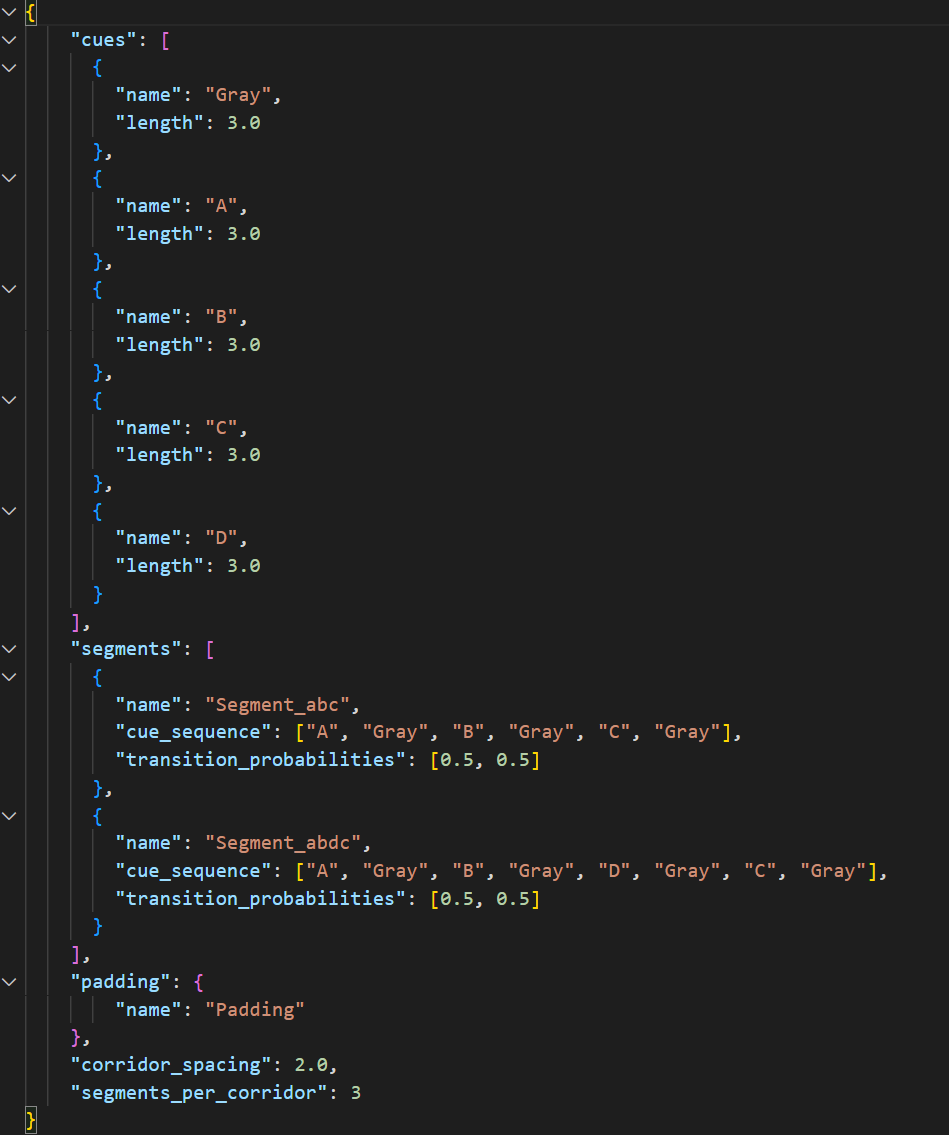 {
"cues": [
{
"name": "Gray",
"length": 3.0
},
{
"name": "A",
"length": 3.0
},
{
"name": "B",
"length": 3.0
},
{
"name": "C",
"length": 3.0
},
{
"name": "D",
"length": 3.0
}
],
"segments": [
{
"name": "Segment_abc",
"cue_sequence": ["A", "Gray", "B", "Gray", "C", "Gray"],
"transition_probabilities": [0.5, 0.5]
},
{
"name": "Segment_abdc",
"cue_sequence": ["A", "Gray", "B", "Gray", "D", "Gray", "C", "Gray"],
"transition_probabilities": [0.5, 0.5]
}
],
"padding": {
"name": "Padding"
},
"corridor_spacing": 2.0,
"segments_per_corridor": 3
}